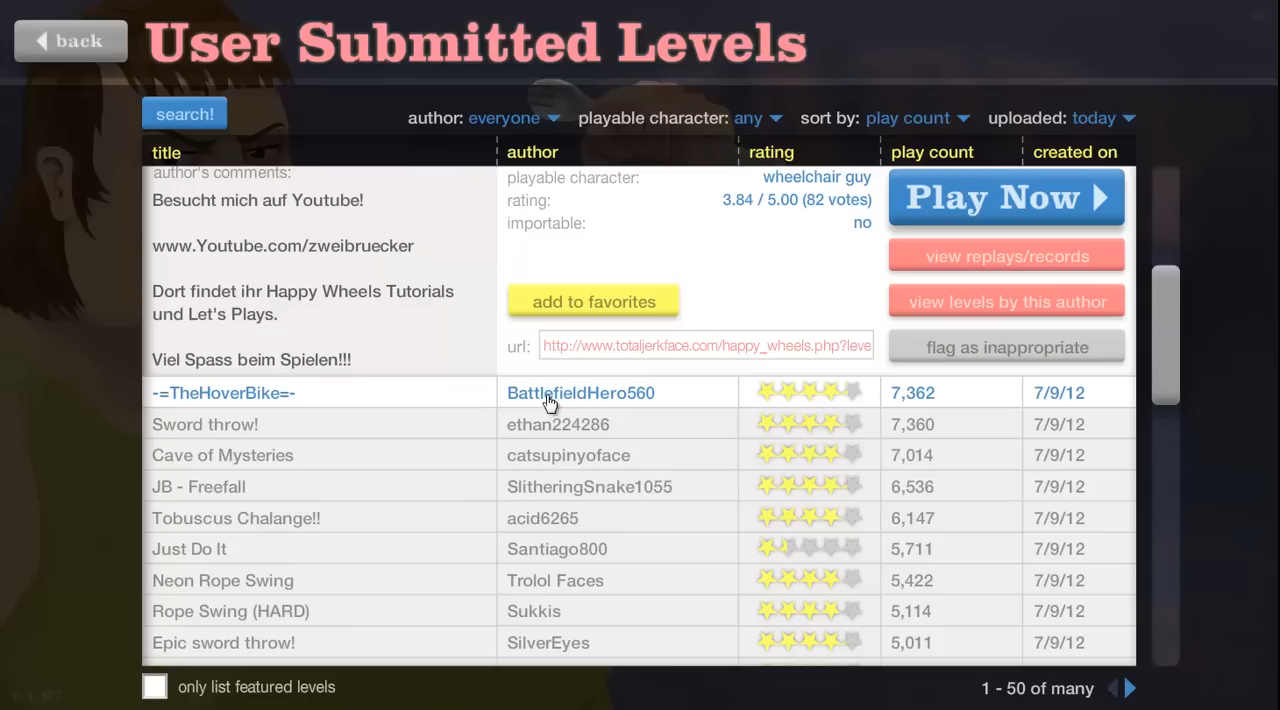 back
User Submitted Levels
search!
author: everyone playable character: any sort by: play count uploaded: today
title author rating play count created on
author's comments:
Besucht mich auf Youtube!
www.Youtube.com/zweibruecker
Dort findet ihr Happy Wheels Tutorials
und Let's Plays.
Viel Spass beim Spielen!!!
playable character: wheelchair guy
rating: 3.84 / 5.00 (82 votes)
importable: no
add to favorites
url: http://www.totaljerkface.com/happy_wheels.php?leve
Play Now
view replays/records
view levels by this author
flag as inappropriate
-=TheHoverBike=- BattlefieldHero560 7,362 7/9/12
Sword throw! ethan224286 7,360 7/9/12
Cave of Mysteries catsupinyoface 7,014 7/9/12
JB - Freefall SlitheringSnake1055 6,536 7/9/12
Tobuscus Chalange!! acid6265 6,147 7/9/12
Just Do It Santiago800 5,711 7/9/12
Neon Rope Swing Trolol Faces 5,422 7/9/12
Rope Swing (HARD) Sukkis 5,114 7/9/12
Epic sword throw! SilverEyes 5,011 7/9/12
only list featured levels
1 - 50 of many